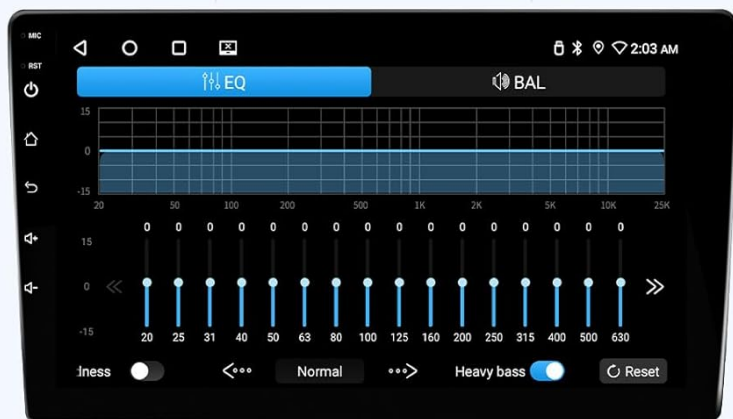 MIC
RST
2:03 AM
EQ
BAL
15
0
-15
20 50 100 200 500 1K 2K 5K 10K 25K
0 0 0 0 0 0 0 0 0 0 0 0 0 0 0 0
15
0
-15
20 25 31 40 50 63 80 100 125 160 200 250 315 400 500 630
:lness
Normal
Heavy bass
Reset